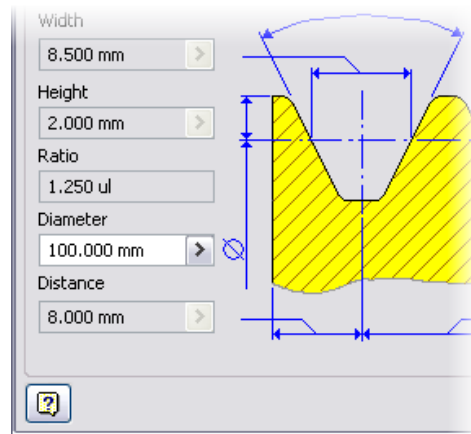 Width
8.500 mm
Height
2.000 mm
Ratio
1.250 ul
Diameter
100.000 mm
Distance
8.000 mm